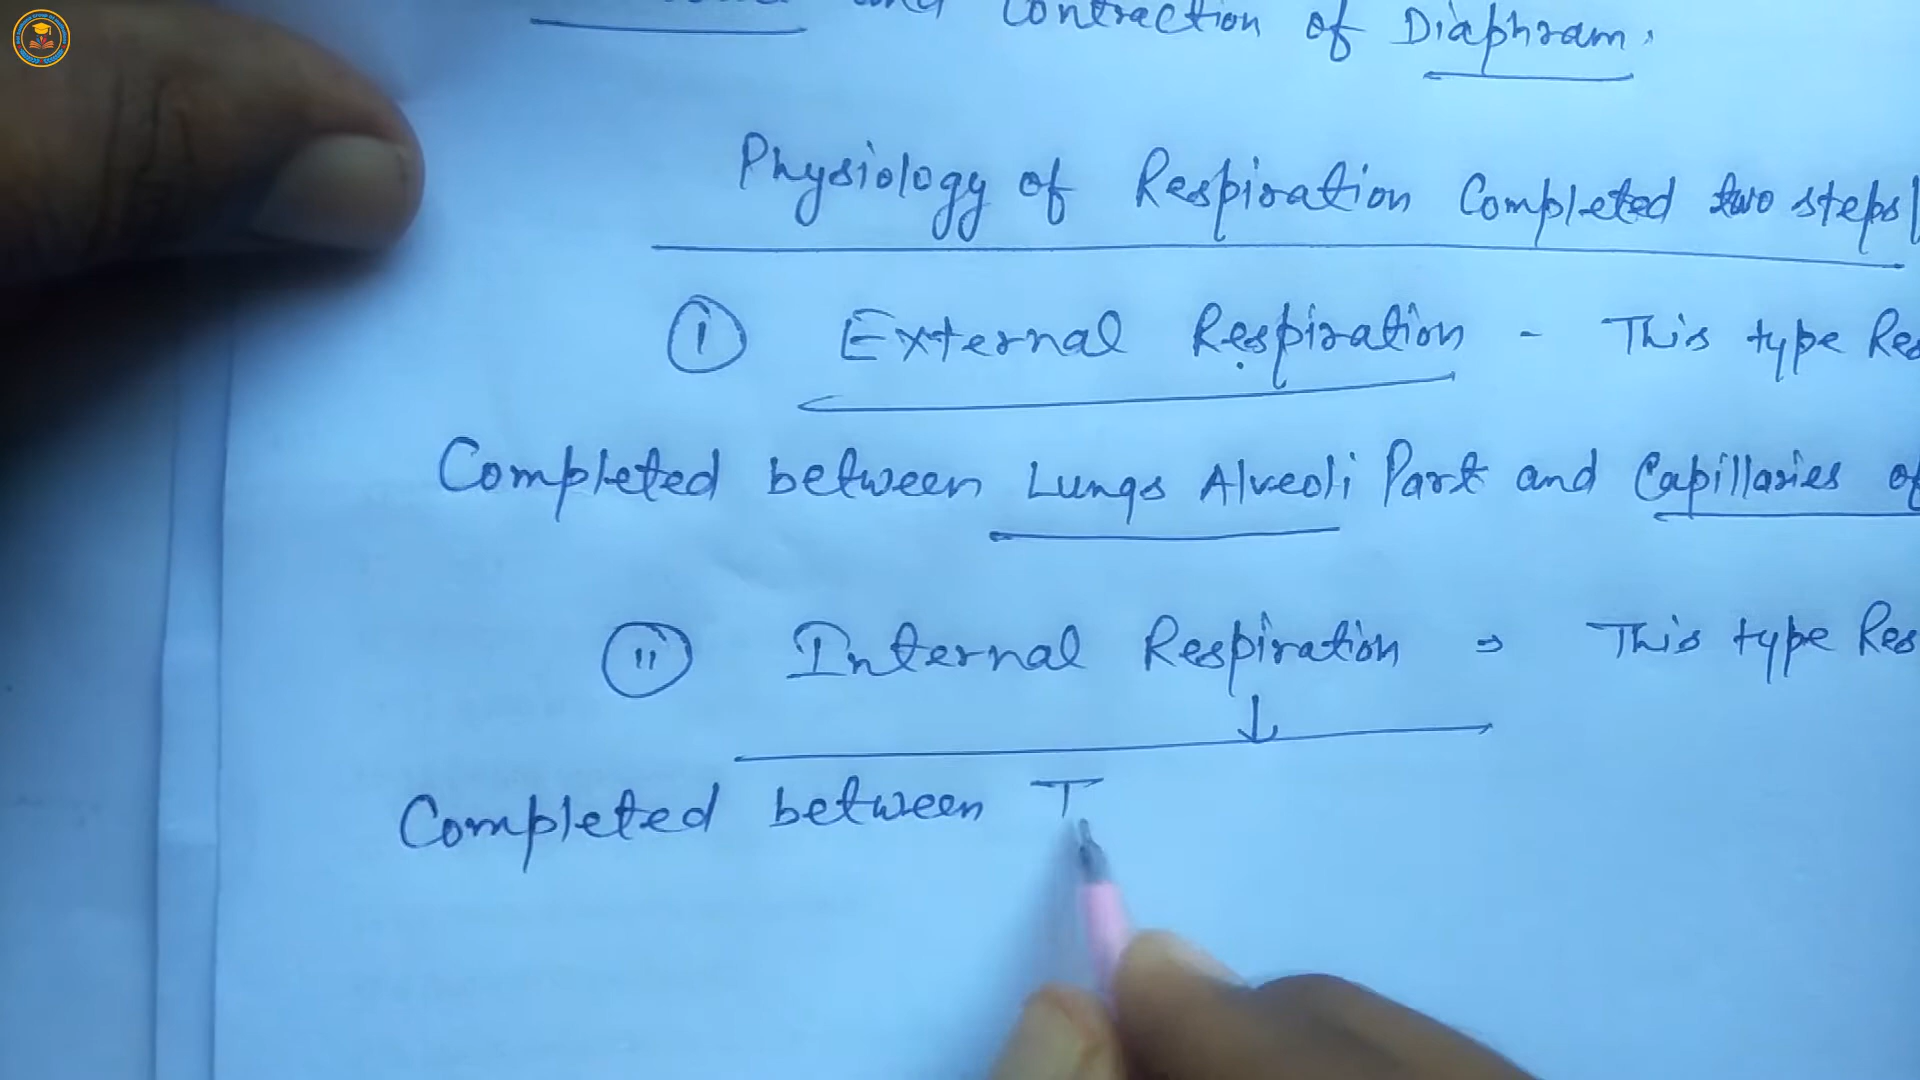 and Contraction of Diaphram.
Physiology of Respiration Completed two steps
(i) External Respiration - This type Res
Completed between Lungs Alveoli Part and Capillaries of
(ii) Internal Respiration → This type Res
Completed between T